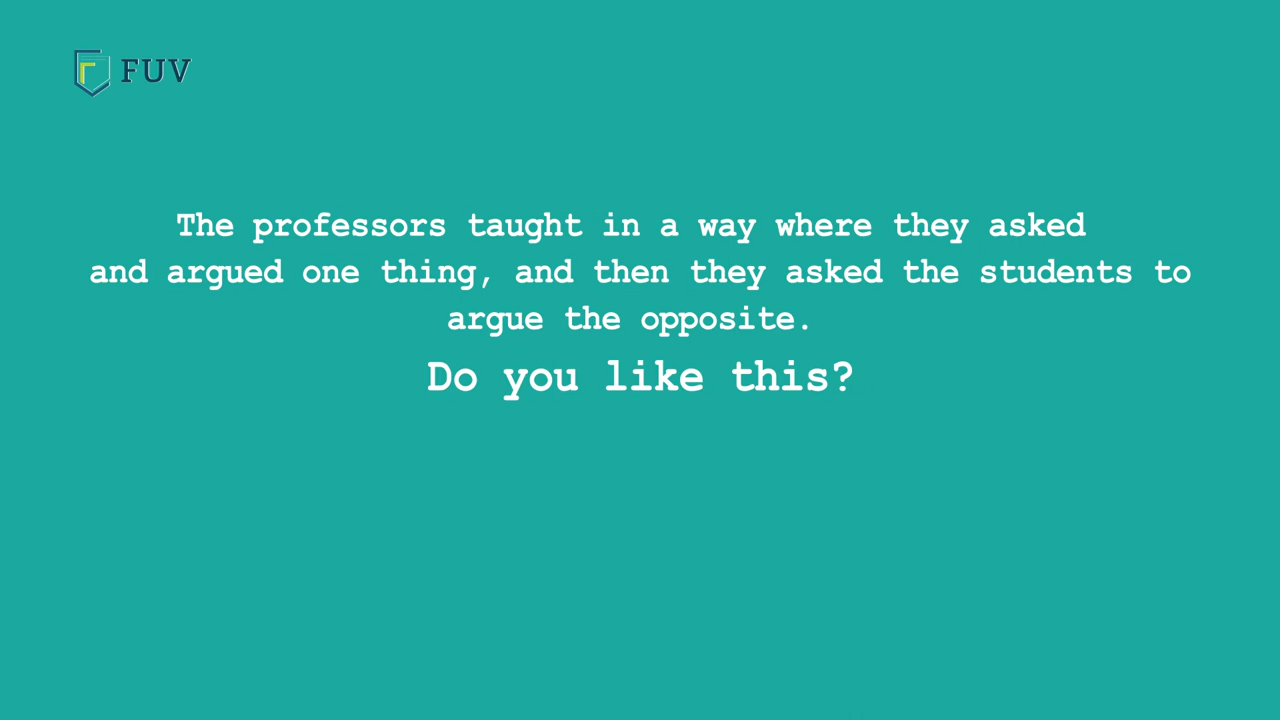 FUV
The professors taught in a way where they asked
and argued one thing, and then they asked the students to
argue the opposite.
Do you like this?